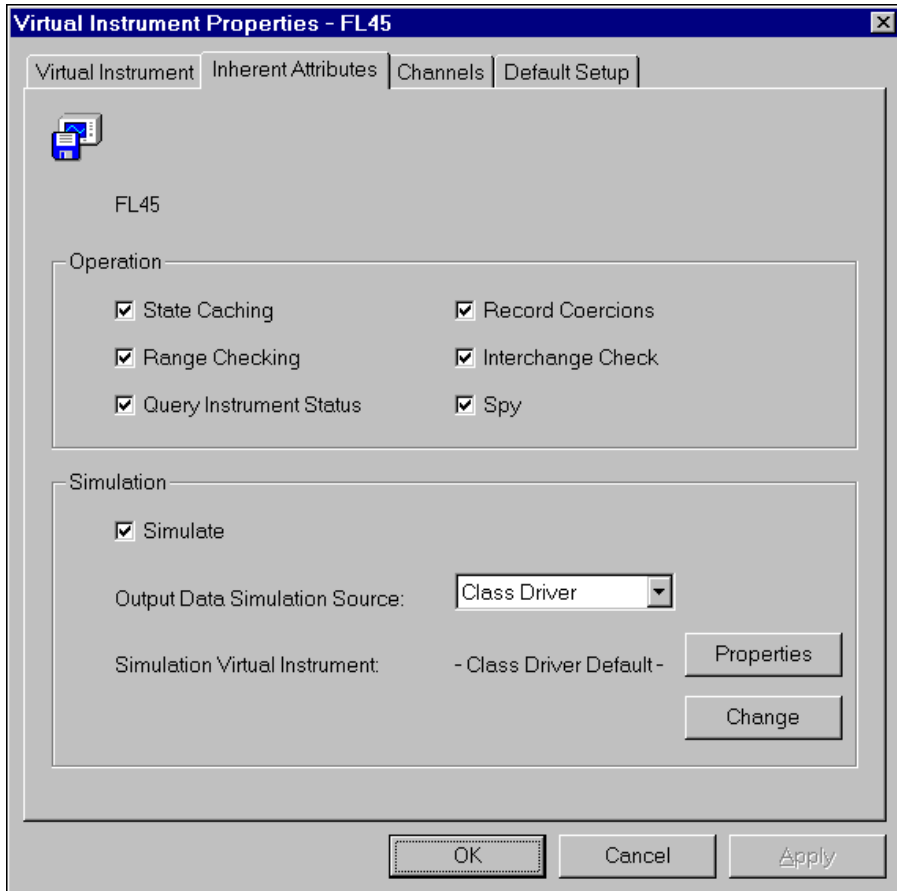 Virtual Instrument Properties - FL45
Virtual Instrument Inherent Attributes Channels Default Setup
FL45
Operation
State Caching Record Coercions
Range Checking Interchange Check
Query Instrument Status Spy
Simulation
Simulate
Output Data Simulation Source: Class Driver
Simulation Virtual Instrument: - Class Driver Default - Properties
Change
OK Cancel Apply